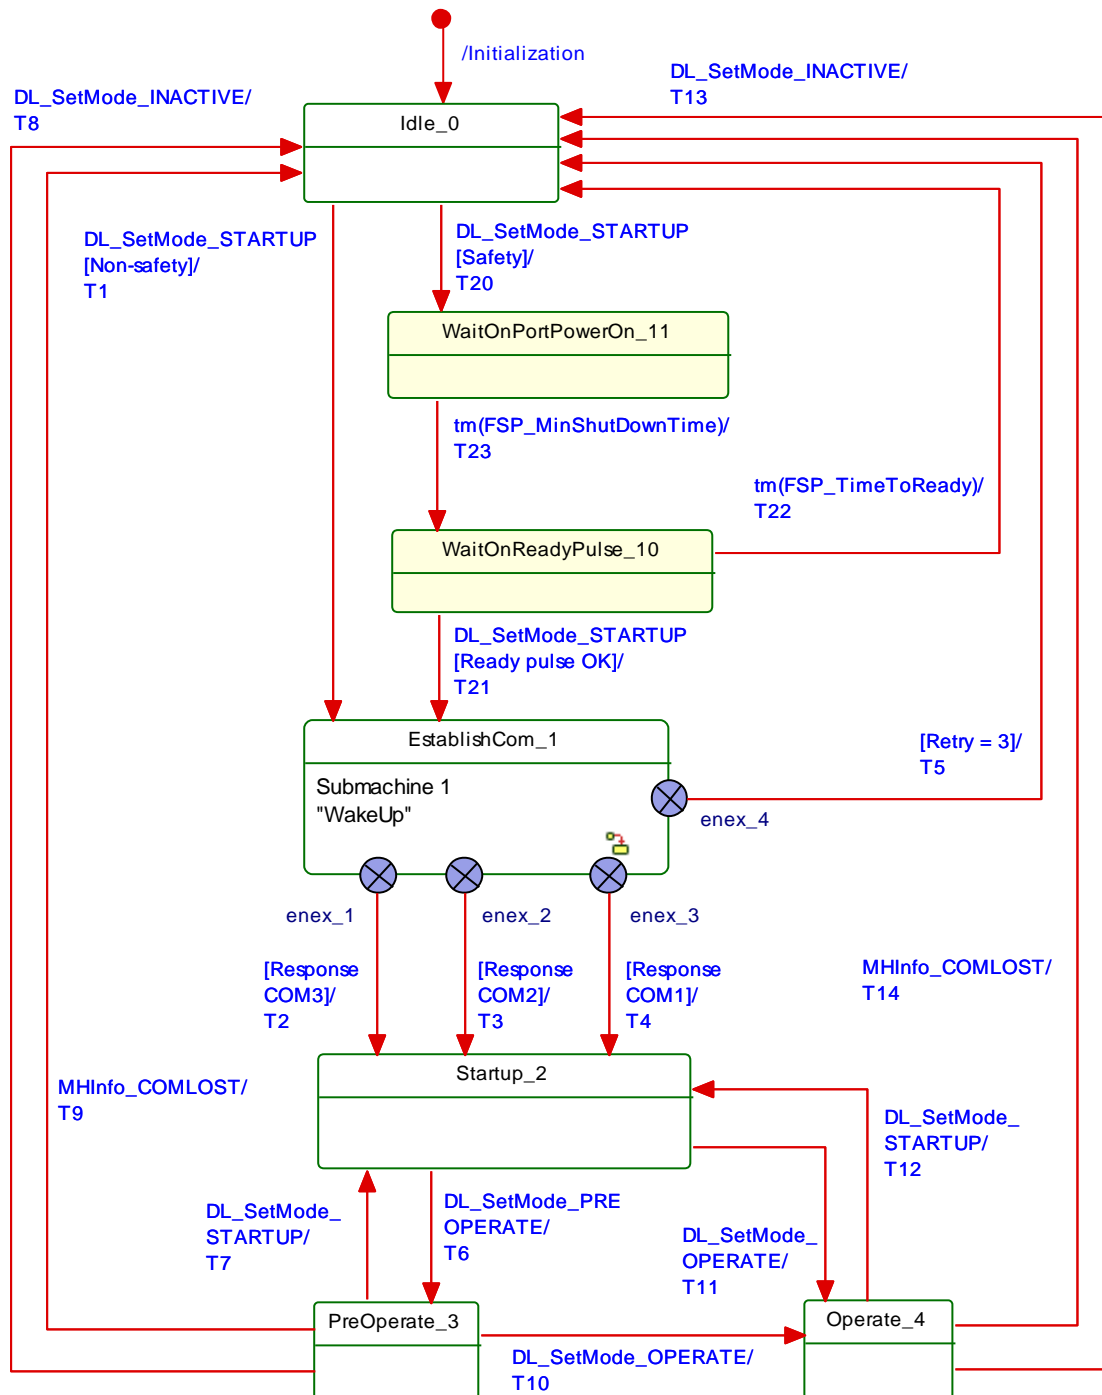 /Initialization
DL_SetMode_INACTIVE/
T13
DL_SetMode_INACTIVE/
T8
Idle_0
DL_SetMode_STARTUP
[Non-safety]/
T1
DL_SetMode_STARTUP
[Safety]/
T20
WaitOnPortPowerOn_11
tm(FSP_MinShutDownTime)/
T23
tm(FSP_TimeToReady)/
T22
WaitOnReadyPulse_10
DL_SetMode_STARTUP
[Ready pulse OK]/
T21
EstablishCom_1
Submachine 1
"WakeUp"
[Retry = 3]/
T5
enex_4
enex_1
enex_2
enex_3
[Response
COM3]/
T2
[Response
COM2]/
T3
[Response
COM1]/
T4
MHInfo_COMLOST/
T14
Startup_2
MHInfo_COMLOST/
T9
DL_SetMode_
STARTUP/
T12
DL_SetMode_
STARTUP/
T7
DL_SetMode_PRE
OPERATE/
T6
DL_SetMode_
OPERATE/
T11
PreOperate_3
Operate_4
DL_SetMode_OPERATE/
T10